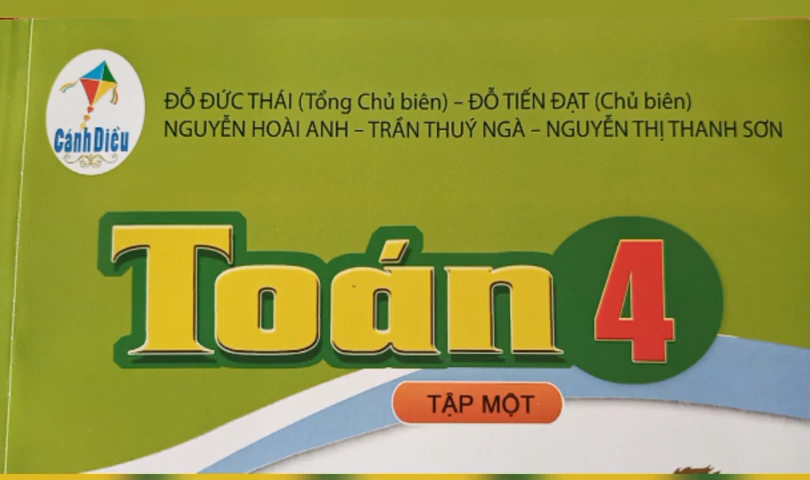 Cánh Diều
ĐỖ ĐỨC THÁI (Tổng Chủ biên) – ĐỖ TIẾN ĐẠT (Chủ biên)
NGUYỄN HOÀI ANH – TRẦN THUÝ NGÀ – NGUYỄN THỊ THANH SƠN
Toán 4
TẬP MỘT